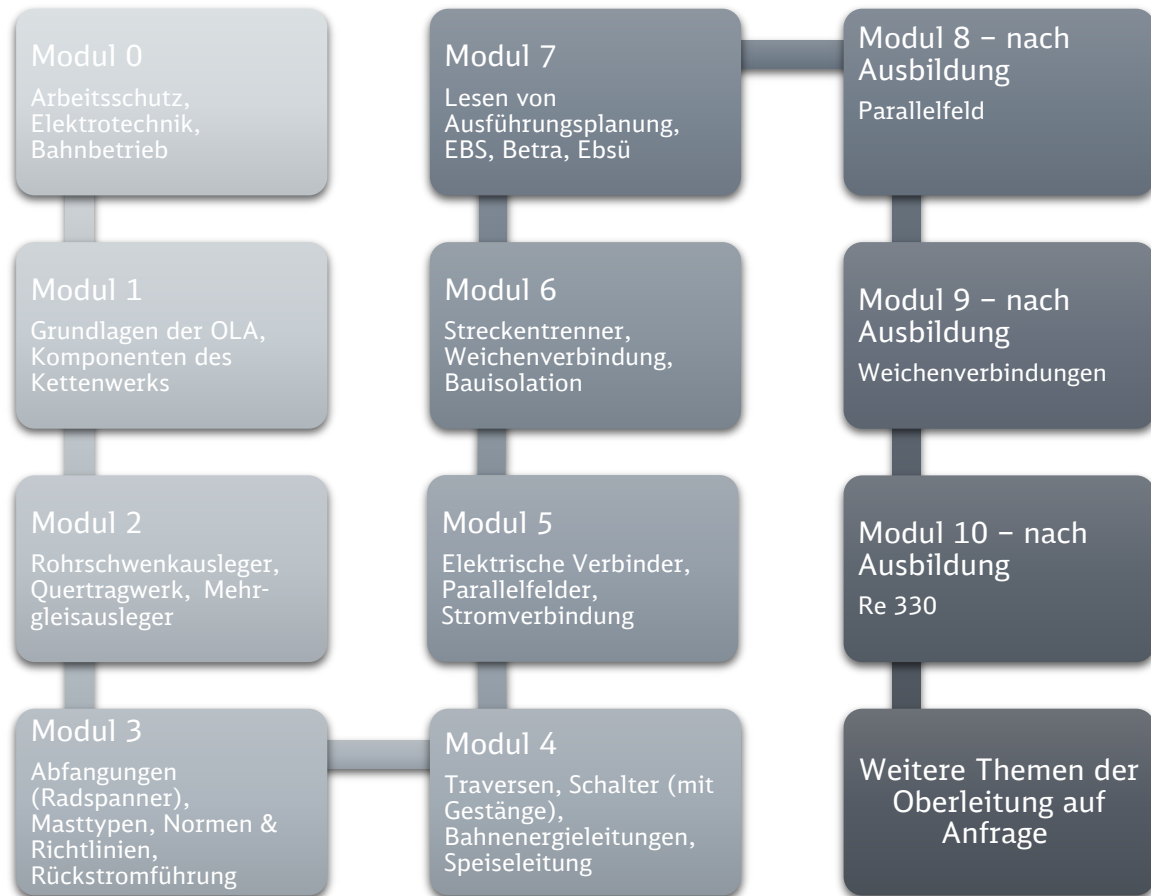 Modul 0
Arbeitsschutz,
Elektrotechnik,
Bahnbetrieb
Modul 1
Grundlagen der OLA,
Komponenten des
Kettenwerks
Modul 2
Rohrschwenkausleger,
Quertragwerk, Mehr-
gleisausleger
Modul 3
Abfangungen
(Radspanner),
Masttypen, Normen &
Richtlinien,
Rückstromführung
Modul 4
Traversen, Schalter (mit
Gestänge),
Bahnenergieleitungen,
Speiseleitung
Modul 5
Elektrische Verbinder,
Parallelfelder,
Stromverbindung
Modul 6
Streckentrenner,
Weichenverbindung,
Bauisolation
Modul 7
Lesen von
Ausführungsplanung,
EBS, Betra, Ebsü
Modul 8 – nach
Ausbildung
Parallelfeld
Modul 9 – nach
Ausbildung
Weichenverbindungen
Modul 10 – nach
Ausbildung
Re 330
Weitere Themen der
Oberleitung auf
Anfrage